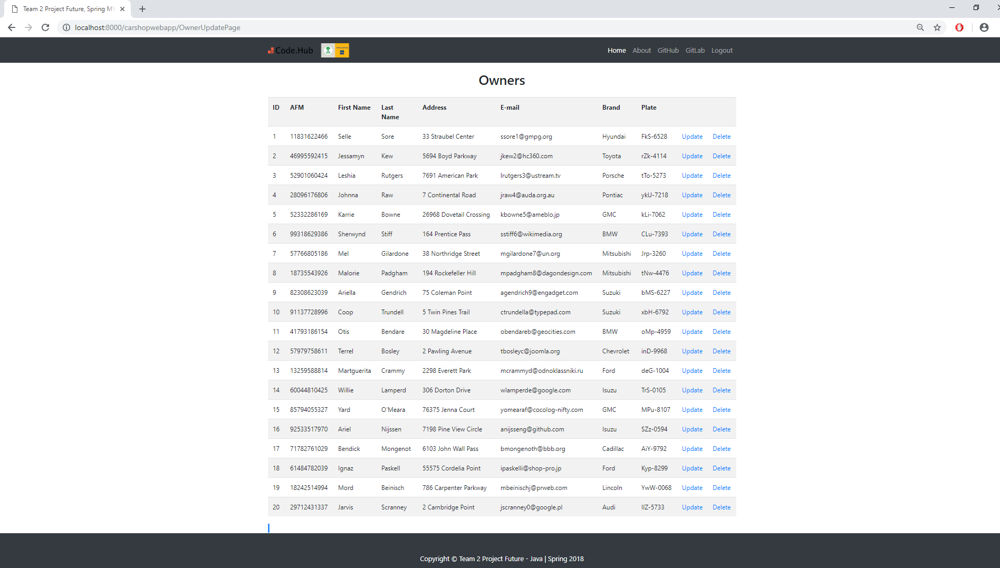 Team 2 Project Future, Spring M
localhost:8000/carshopwebapp/OwnerUpdatePage
Code.Hub
Home About GitHub GitLab Logout
Owners
ID AFM First Name Last Name Address E-mail Brand Plate
1 11831622466 Selle Sore 33 Straubel Center ssore1@gmpg.org Hyundai FkS-6528 Update Delete
2 46995592415 Jessamyn Kew 5694 Boyd Parkway jkew2@hc360.com Toyota rZk-4114 Update Delete
3 52901060424 Leshia Rutgers 7691 American Park lrutgers3@ustream.tv Porsche tTo-5273 Update Delete
4 28096176806 Johnna Raw 7 Continental Road jraw4@auda.org.au Pontiac ykU-7218 Update Delete
5 52332286169 Karrie Bowne 26968 Dovetail Crossing kbowne5@ameblo.jp GMC kLi-7062 Update Delete
6 99318629386 Sherwynd Stiff 164 Prentice Pass sstiff6@wikimedia.org BMW CLu-7393 Update Delete
7 57766805186 Mel Gilardone 38 Northridge Street mgilardone7@un.org Mitsubishi Jrp-3260 Update Delete
8 18735543926 Malorie Padgham 194 Rockefeller Hill mpadgham8@dagondesign.com Mitsubishi tNw-4476 Update Delete
9 82308623039 Ariella Gendrich 75 Coleman Point agendrich9@engadget.com Suzuki bMS-6227 Update Delete
10 91137728996 Coop Trundell 5 Twin Pines Trail ctrundella@typepad.com Suzuki xbH-6792 Update Delete
11 41793186154 Otis Bendare 30 Magdeline Place obendareb@geocities.com BMW oMp-4959 Update Delete
12 57979758611 Terrel Bosley 2 Pawling Avenue tbosleyc@joomla.org Chevrolet inD-9968 Update Delete
13 13259588814 Martguerita Crammy 2298 Everett Park mcrammyd@odnoklassniki.ru Ford deG-1004 Update Delete
14 60044810425 Willie Lamperd 306 Dorton Drive wlamperde@google.com Isuzu TrS-0105 Update Delete
15 85794055327 Yard O'Meara 76375 Jenna Court yomearaf@cocolog-nifty.com GMC MPu-8107 Update Delete
16 92533517970 Ariel Nijssen 7198 Pine View Circle anijsseng@github.com Isuzu SZz-0594 Update Delete
17 71782761029 Bendick Mongenot 6103 John Wall Pass bmongenoth@bbb.org Cadillac AiY-9792 Update Delete
18 61484782039 Ignaz Paskell 55575 Cordelia Point ipaskelli@shop-pro.jp Ford Kyp-8299 Update Delete
19 18242514994 Mord Beinisch 786 Carpenter Parkway mbeinischj@prweb.com Lincoln YwW-0068 Update Delete
20 29712431337 Jarvis Scranney 2 Cambridge Point jscranney0@google.pl Audi IIZ-5733 Update Delete
Copyright © Team 2 Project Future - Java | Spring 2018